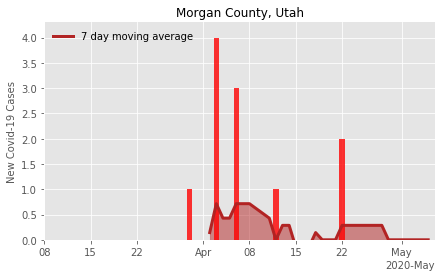 Morgan County, Utah
7 day moving average
New Covid-19 Cases
4.0
3.5
3.0
2.5
2.0
1.5
1.0
0.5
0.0
08 15 22 Apr 08 15 22 May
2020-May